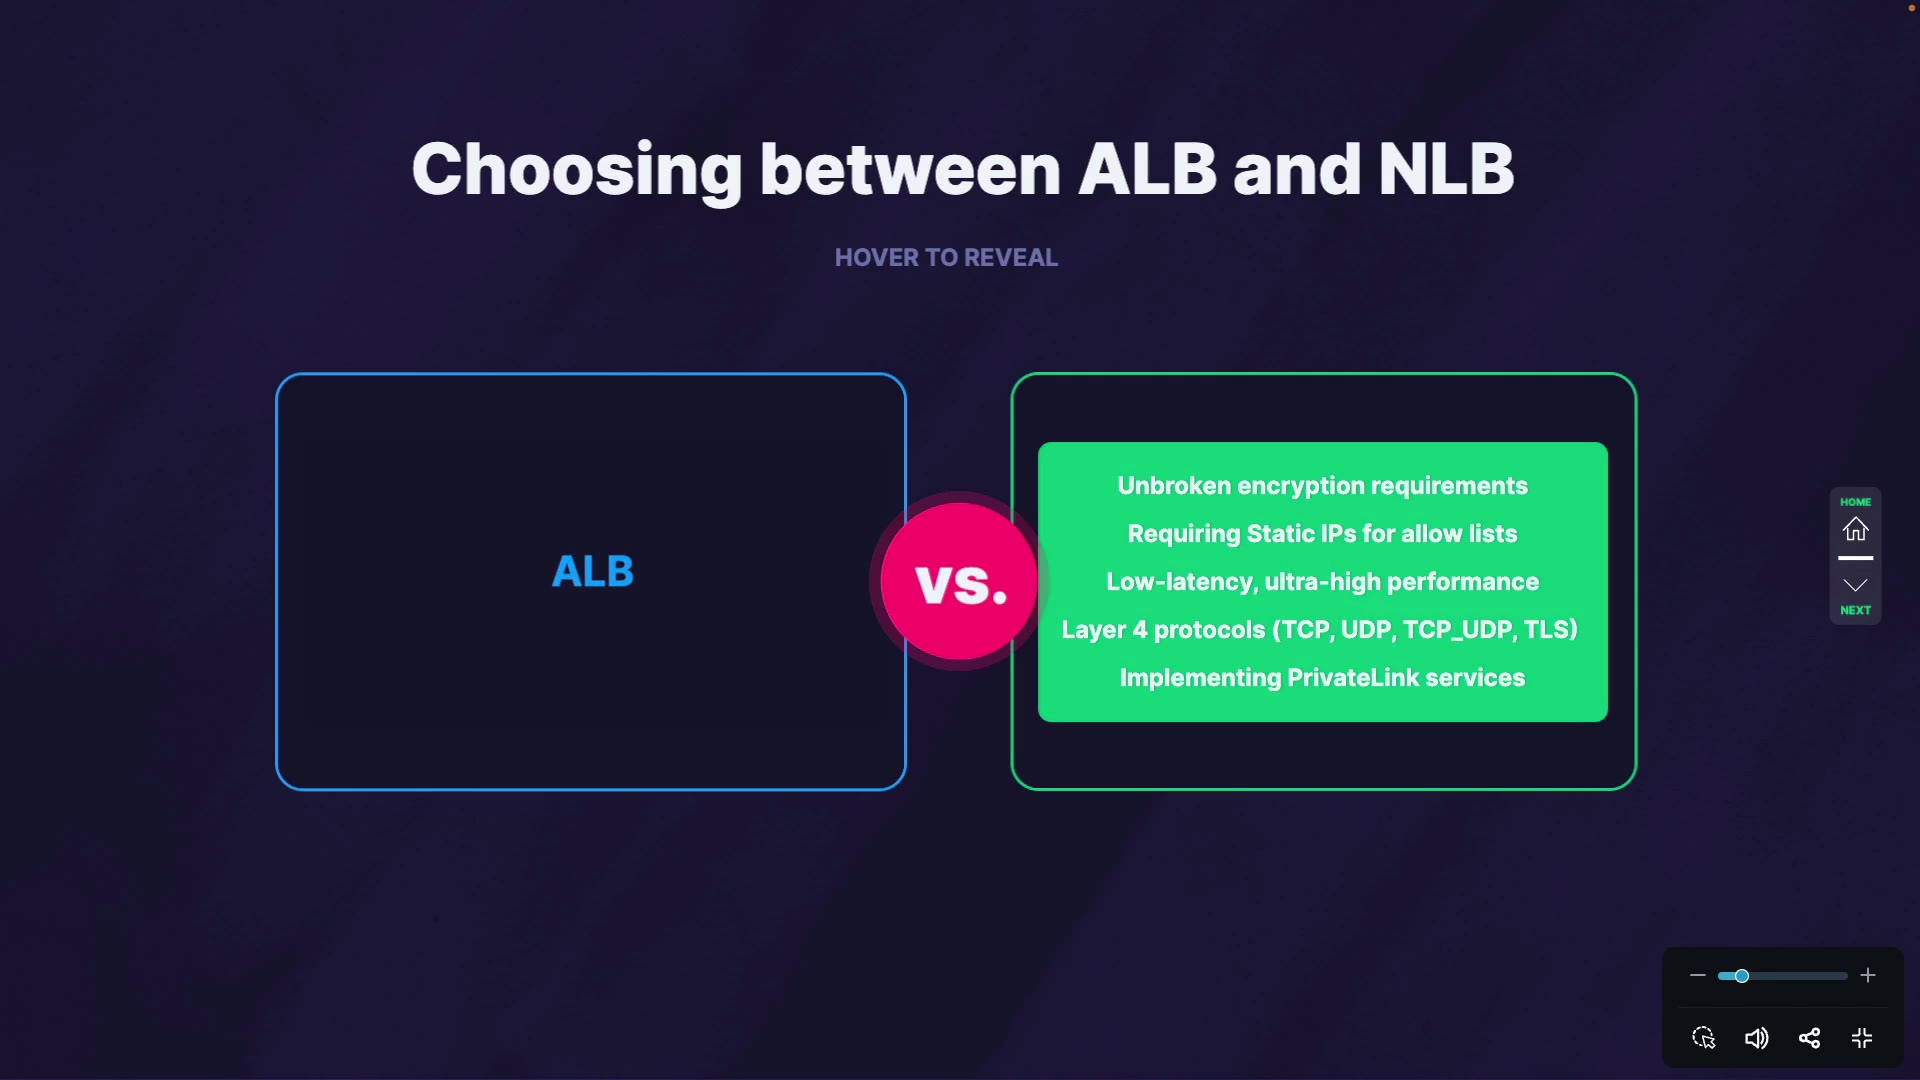 Choosing between ALB and NLB
HOVER TO REVEAL
ALB
vs.
Unbroken encryption requirements
Requiring Static IPs for allow lists
Low-latency, ultra-high performance
Layer 4 protocols (TCP, UDP, TCP_UDP, TLS)
Implementing PrivateLink services
HOME
NEXT